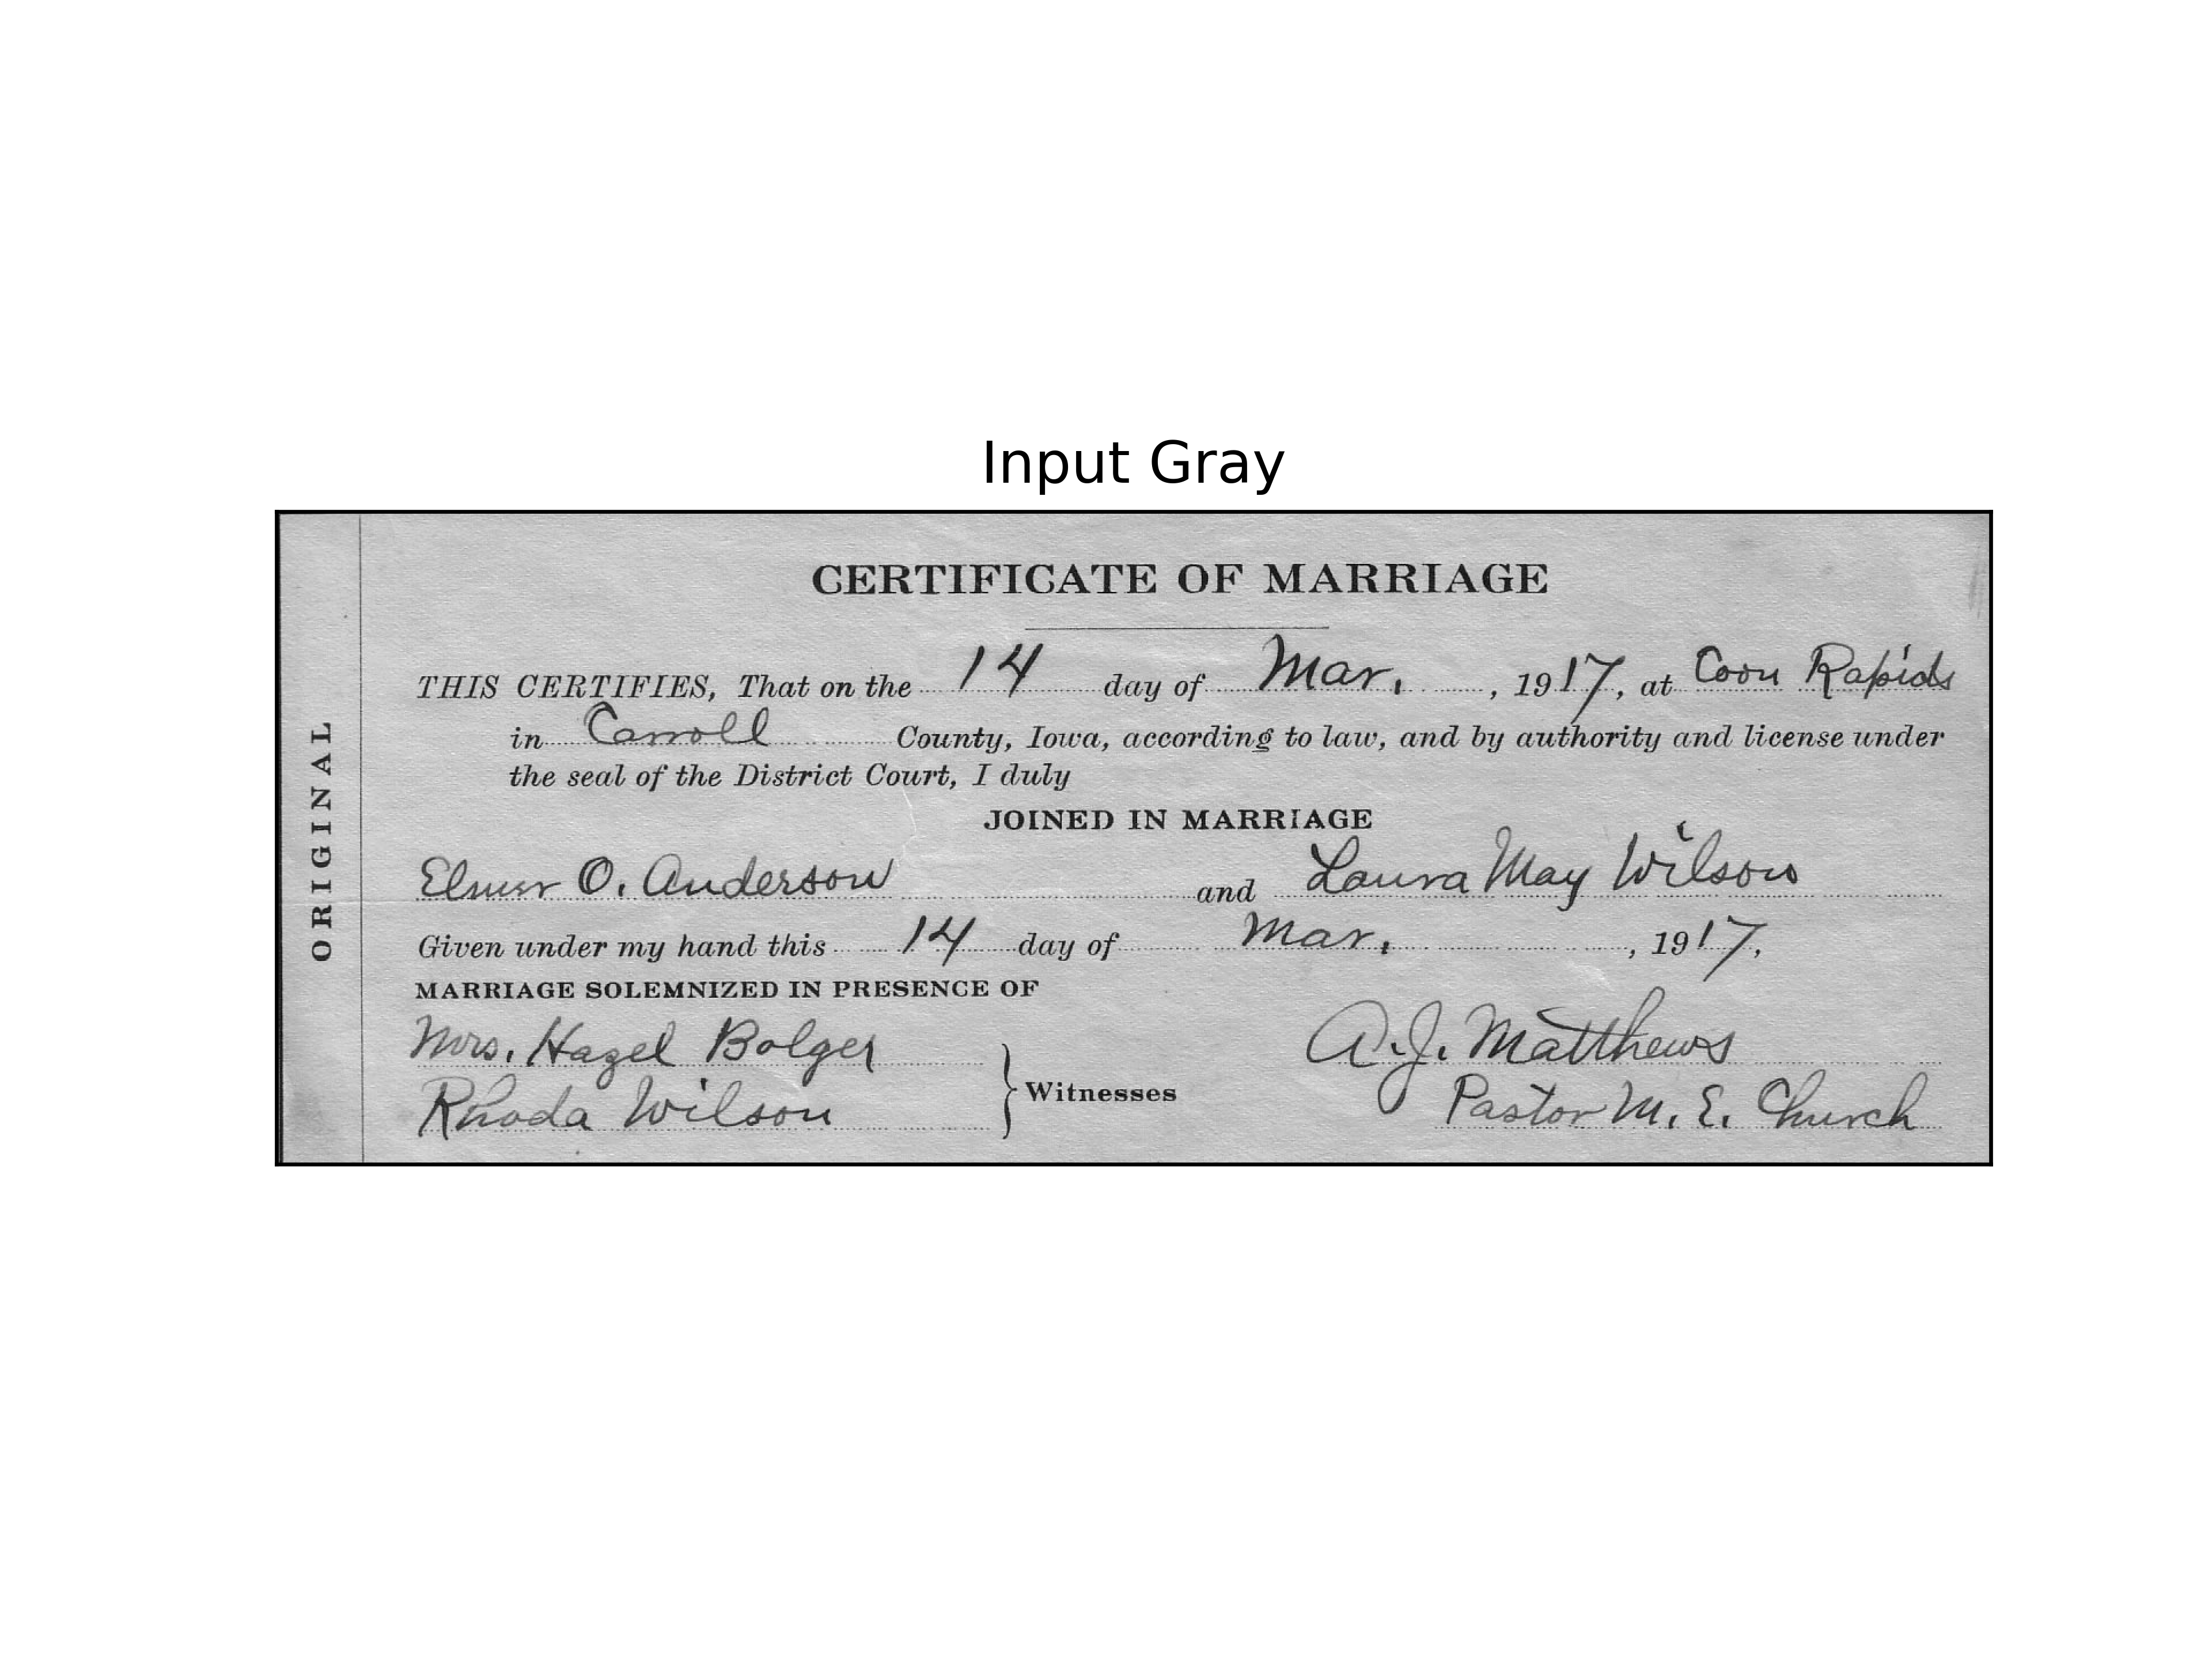 Input Gray
CERTIFICATE OF MARRIAGE
THIS CERTIFIES, That on the 14 day of Mar. , 1917, at Coon Rapids
in Carroll County, Iowa, according to law, and by authority and license under
the seal of the District Court, I duly
JOINED IN MARRIAGE
Elmer O. Anderson and Laura May Wilson
Given under my hand this 14 day of Mar. , 1917,
MARRIAGE SOLEMNIZED IN PRESENCE OF
Mrs. Hazel Bolger A.J. Matthews
Witnesses
Rhoda Wilson Pastor M. E. Church
ORIGINAL